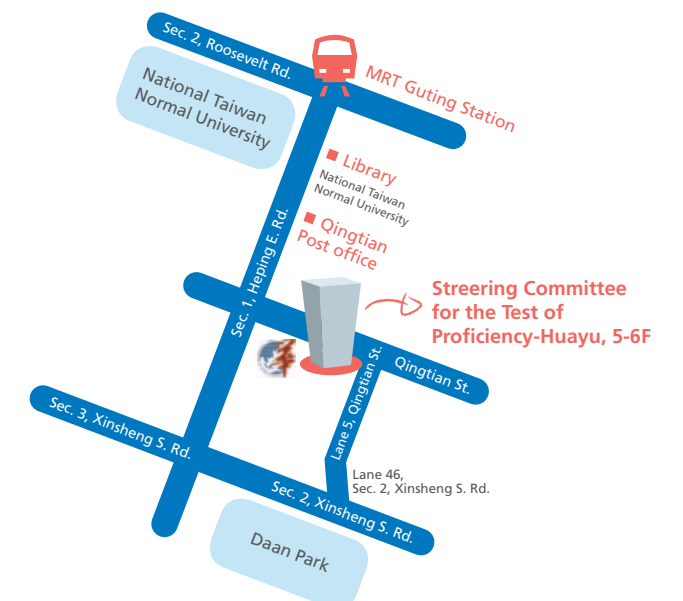 Sec. 2, Roosevelt Rd.
MRT Guting Station
National Taiwan
Normal University
Library
National Taiwan
Normal University
Qingtian
Post office
Sec. 1, Heping E. Rd.
Streering Committee
for the Test of
Proficiency-Huayu, 5-6F
Qingtian St.
Lane 5, Qingtian St.
Sec. 3, Xinsheng S. Rd.
Lane 46,
Sec. 2, Xinsheng S. Rd.
Sec. 2, Xinsheng S. Rd.
Daan Park